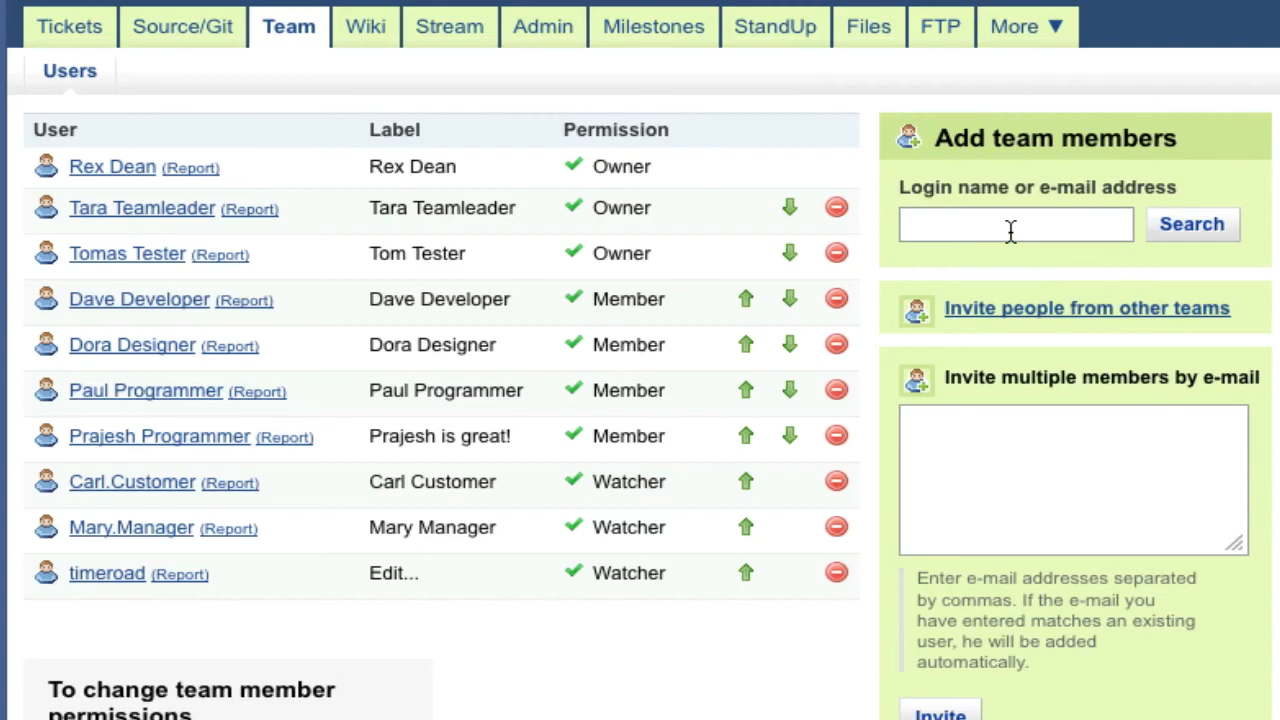 Tickets Source/Git Team Wiki Stream Admin Milestones StandUp Files FTP More ▼
Users
User Label Permission
Rex Dean (Report) Rex Dean Owner
Tara Teamleader (Report) Tara Teamleader Owner
Tomas Tester (Report) Tom Tester Owner
Dave Developer (Report) Dave Developer Member
Dora Designer (Report) Dora Designer Member
Paul Programmer (Report) Paul Programmer Member
Prajesh Programmer (Report) Prajesh is great! Member
Carl.Customer (Report) Carl Customer Watcher
Mary.Manager (Report) Mary Manager Watcher
timeroad (Report) Edit... Watcher
To change team member
permissions
Add team members
Login name or e-mail address
Search
Invite people from other teams
Invite multiple members by e-mail
Enter e-mail addresses separated
by commas. If the e-mail you
have entered matches an existing
user, he will be added
automatically.
Invite